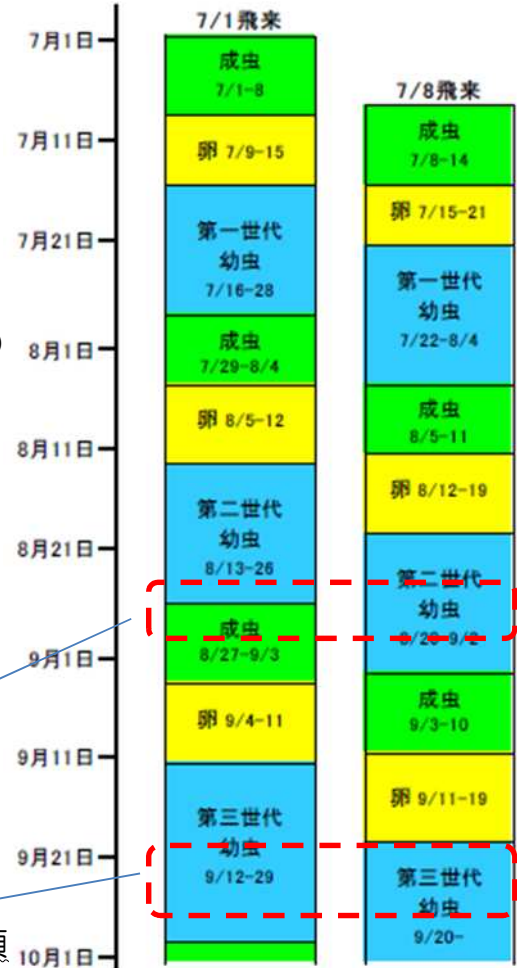 7/1飛来
7月1日
成虫
7/1-8
7月11日
卵 7/9-15
7月21日
第一世代
幼虫
7/16-28
8月1日
成虫
7/29-8/4
卵 8/5-12
8月11日
第二世代
幼虫
8/13-26
8月21日
成虫
8/27-9/3
9月1日
卵 9/4-11
9月11日
第三世代
幼虫
9/12-29
9月21日
10月1日
7/8飛来
成虫
7/8-14
卵 7/15-21
第一世代
幼虫
7/22-8/4
成虫
8/5-11
卵 8/12-19
第二世代
幼虫
8/20-9/2
成虫
9/3-10
卵 9/11-19
第三世代
幼虫
9/20-